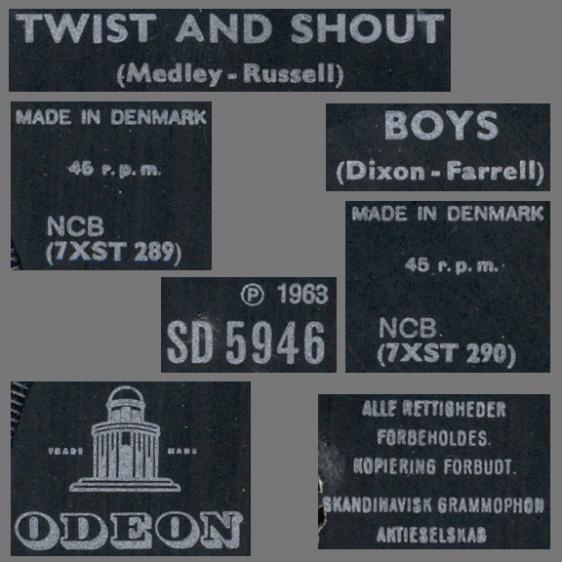 TWIST AND SHOUT
(Medley - Russell)
MADE IN DENMARK
45 r.p.m.
NCB
(7XST 289)
BOYS
(Dixon - Farrell)
MADE IN DENMARK
45 r.p.m.
NCB
(7XST 290)
℗ 1963
SD 5946
TRADE MARK
ODEON
ALLE RETTIGHEDER
FORBEHOLDES.
KOPIERING FORBUDT.
SKANDINAVISK GRAMMOPHON
AKTIESELSKAB